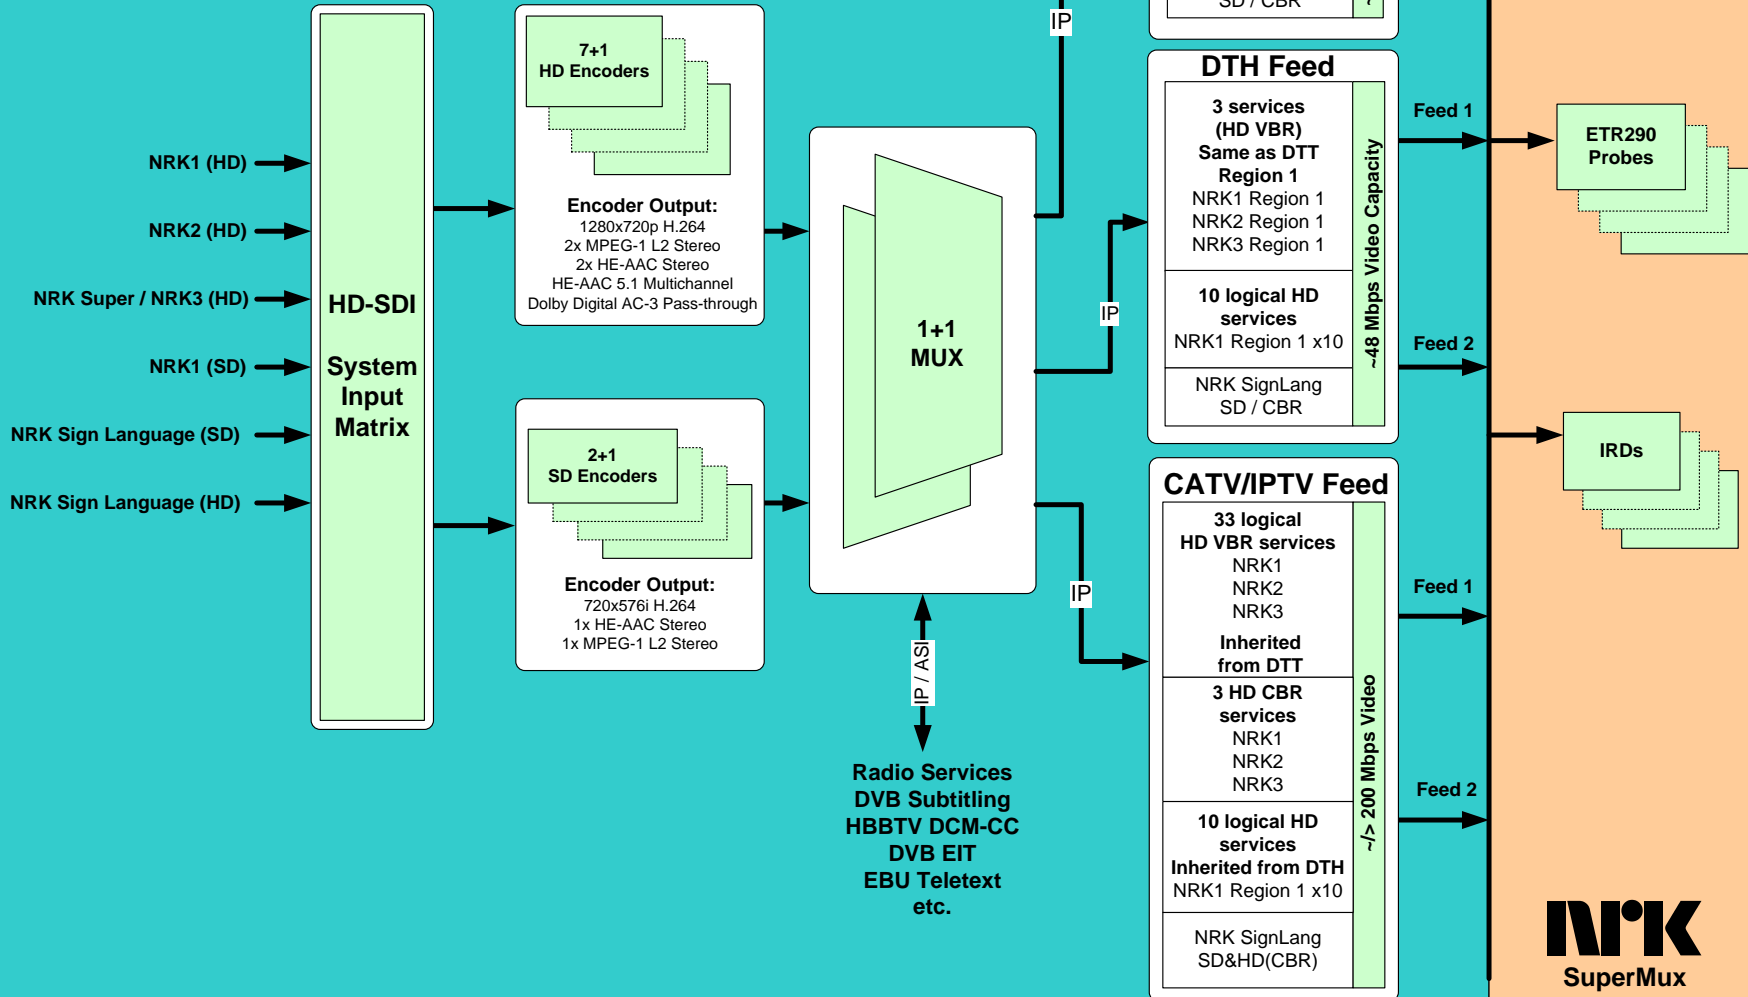 NRK1 (HD)
NRK2 (HD)
NRK Super / NRK3 (HD)
NRK1 (SD)
NRK Sign Language (SD)
NRK Sign Language (HD)
HD-SDI
System
Input
Matrix
7+1
HD Encoders
Encoder Output:
1280x720p H.264
2x MPEG-1 L2 Stereo
2x HE-AAC Stereo
HE-AAC 5.1 Multichannel
Dolby Digital AC-3 Pass-through
2+1
SD Encoders
Encoder Output:
720x576i H.264
1x HE-AAC Stereo
1x MPEG-1 L2 Stereo
1+1
MUX
IP / ASI
Radio Services
DVB Subtitling
HBBTV DCM-CC
DVB EIT
EBU Teletext
etc.
IP
IP
IP
SD / CBR
DTH Feed
3 services
(HD VBR)
Same as DTT
Region 1
NRK1 Region 1
NRK2 Region 1
NRK3 Region 1
10 logical HD
services
NRK1 Region 1 x10
NRK SignLang
SD / CBR
~48 Mbps Video Capacity
CATV/IPTV Feed
33 logical
HD VBR services
NRK1
NRK2
NRK3
Inherited
from DTT
3 HD CBR
services
NRK1
NRK2
NRK3
10 logical HD
services
Inherited from DTH
NRK1 Region 1 x10
NRK SignLang
SD&HD(CBR)
~/> 200 Mbps Video
Feed 1
Feed 2
Feed 1
Feed 2
ETR290
Probes
IRDs
NRK
SuperMux